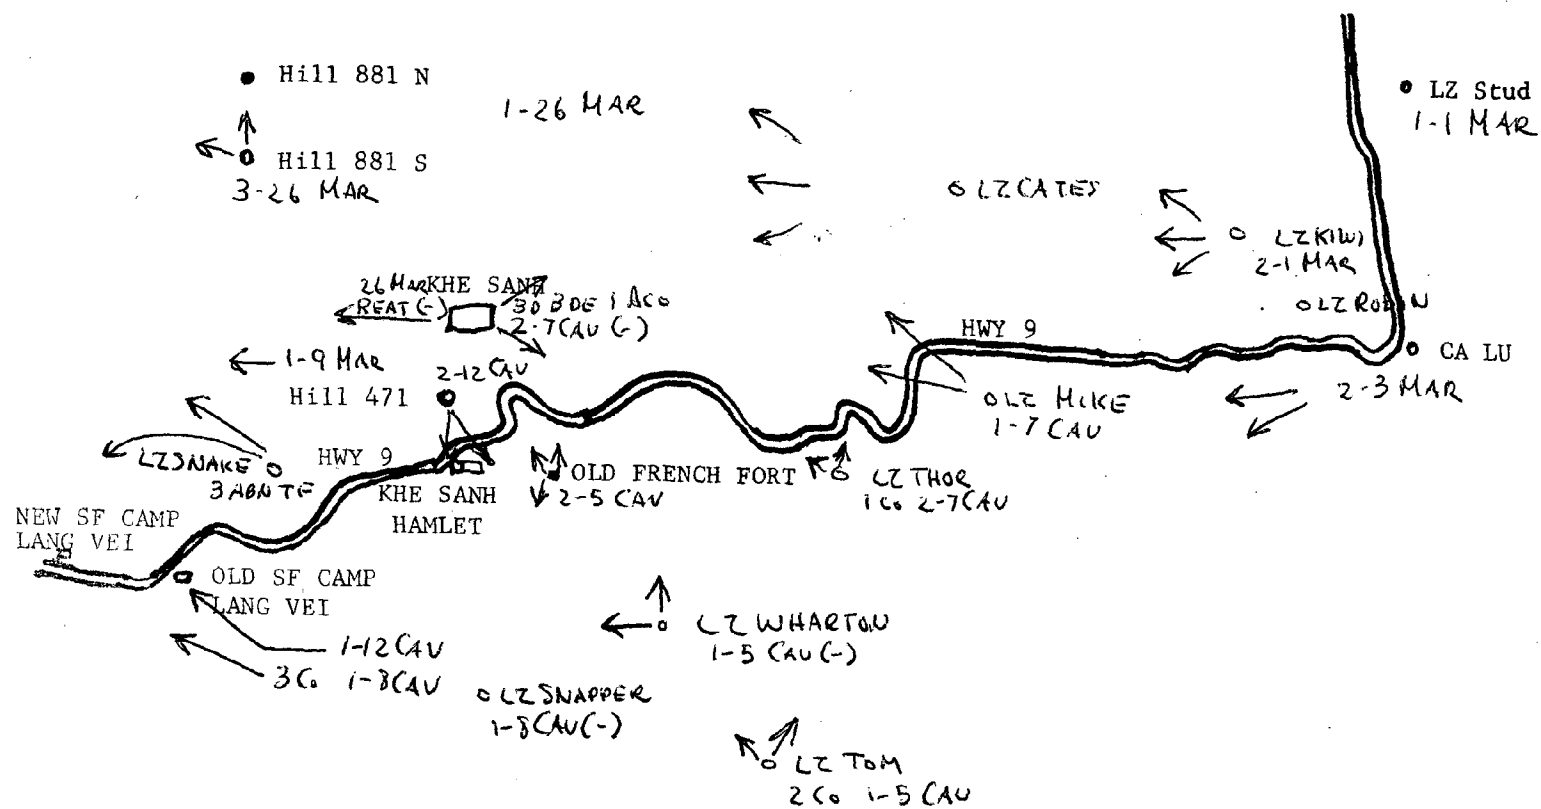 Hill 881 N
1-26 MAR
LZ Stud
1-1 MAR
Hill 881 S
3-26 MAR
LZ CATES
LZ KIWI
2-1 MAR
26 MAR
REGT (-)
KHE SANH
3D BDE 1 ACD
2-7 CAV (-)
LZ ROBIN
HWY 9
CA LU
2-3 MAR
1-9 MAR
2-12 CAV
Hill 471
LZ MIKE
1-7 CAV
LZ SNAKE
3 ABN TF
HWY 9
KHE SANH
HAMLET
OLD FRENCH FORT
2-5 CAV
LZ THOR
1 Co 2-7 CAV
NEW SF CAMP
LANG VEI
OLD SF CAMP
LANG VEI
LZ WHARTON
1-5 CAV (-)
1-12 CAV
3 Co 1-8 CAV
LZ SNAPPER
1-8 CAV (-)
LZ TOM
2 Co 1-5 CAV